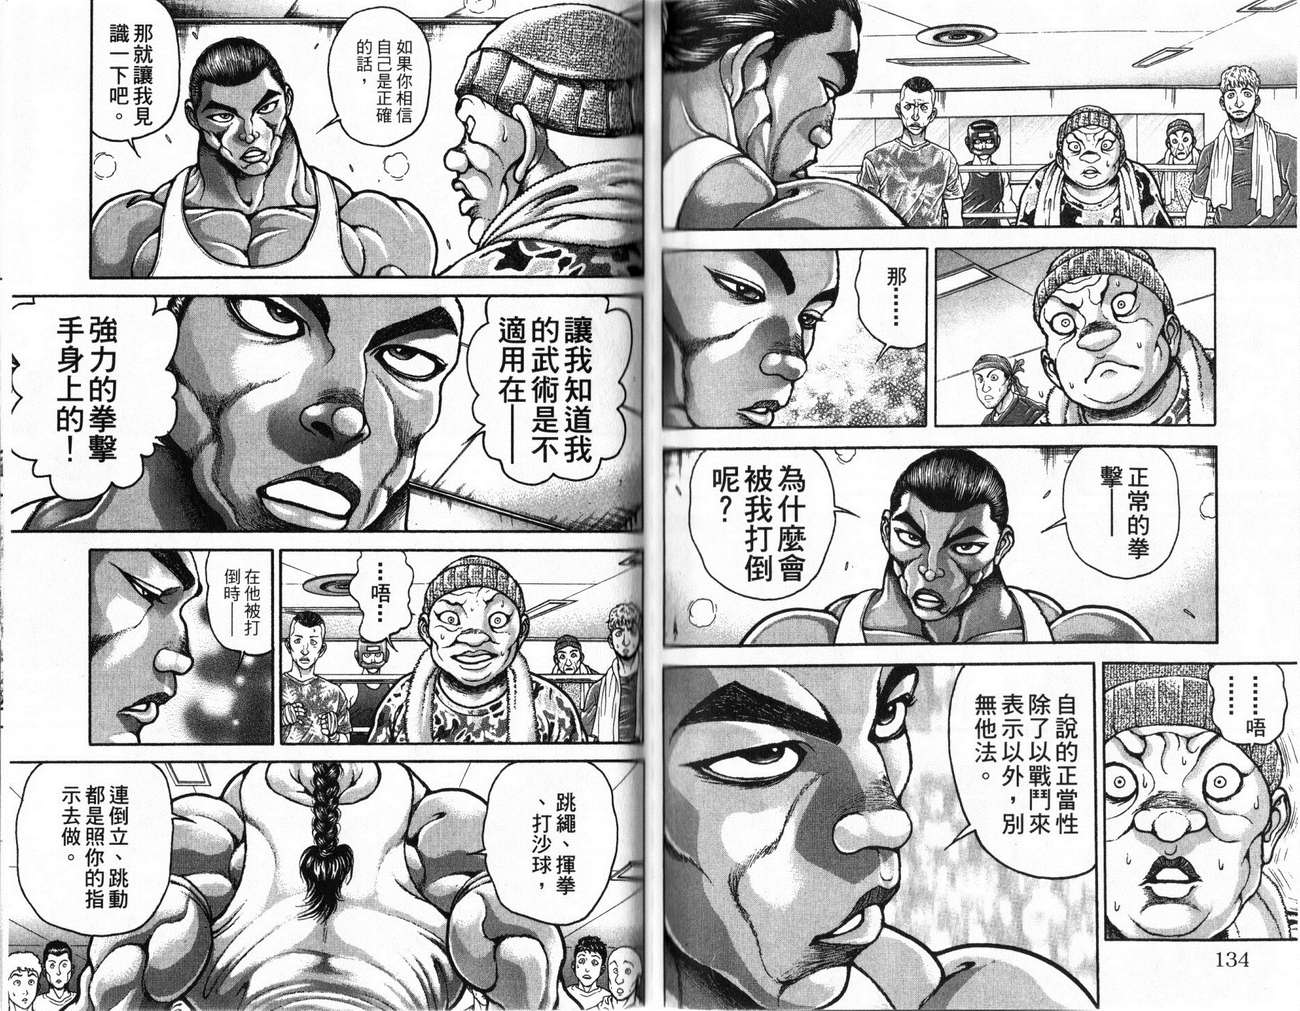 那……
正常的拳
擊——
為什麼會
被我打倒
呢？
……唔
自說的正當性
除了以戰鬥來
表示以外，別
無他法。
134
如果你相信
自己是正確
的話，
那就讓我見
識一下吧。
讓我知道我
的武術是不
適用在——
強力的拳擊
手身上的！
……唔
在他被打
倒時——
跳繩、揮拳
、打沙球，
連倒立、跳動
都是照你的指
示去做。